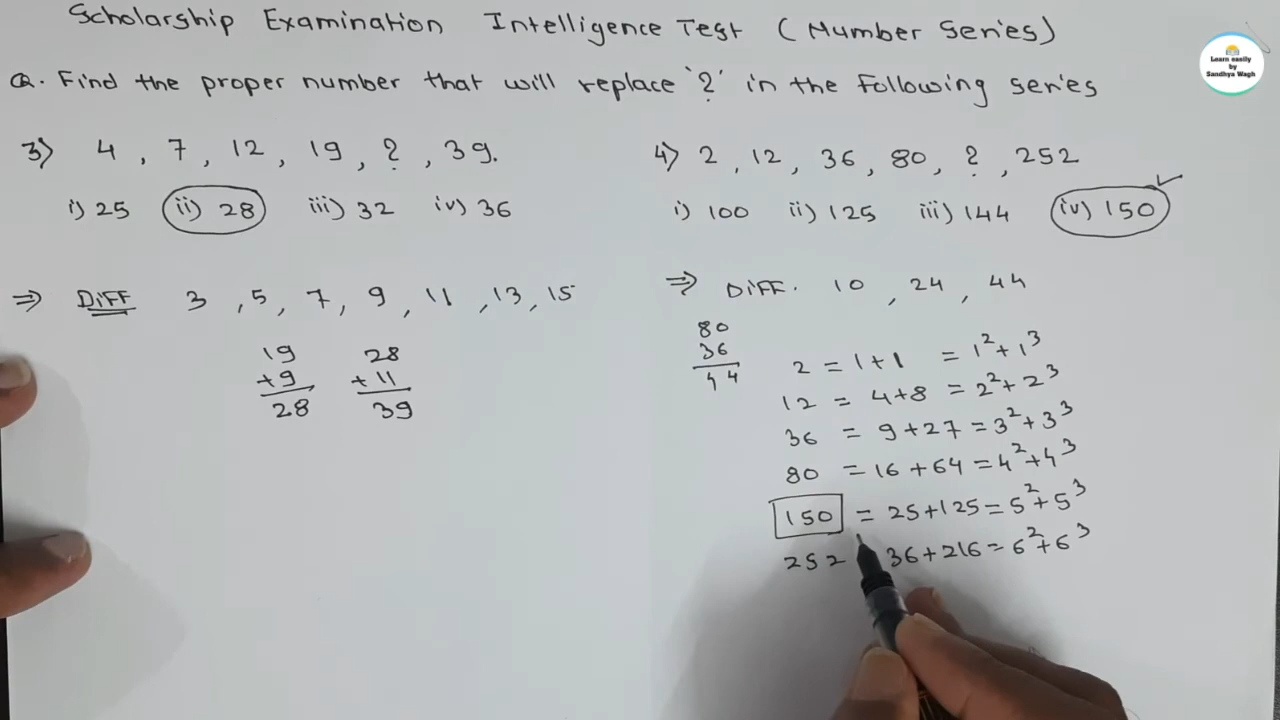 Scholarship Examination Intelligence Test (Number Series)
Learn easily
by
Sandhya Wagh
Q. Find the proper number that will replace '?' in the following series
3) 4, 7, 12, 19, ?, 39.
i) 25 ii) 28 iii) 32 iv) 36
⇒ DIFF 3, 5, 7, 9, 11, 13, 15
19
+9
28
28
+ 11
39
4) 2, 12, 36, 80, ?, 252
i) 100 ii) 125 iii) 144 iv) 150 ✓
⇒ DIFF. 10, 24, 44
80
36
44
2 = 1+1 = 1²+1³
12 = 4+8 = 2²+2³
36 = 9+27 = 3²+3³
80 = 16+64 = 4²+4³
150 = 25+125 = 5²+5³
252 36+216 = 6²+6³